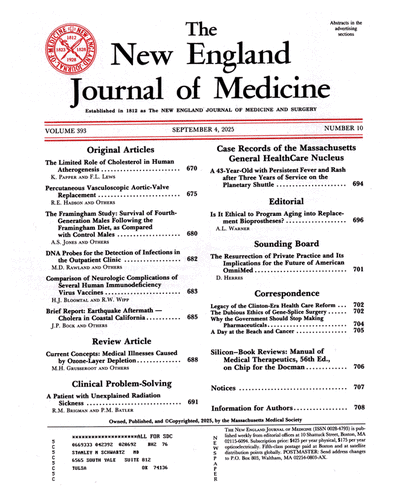 Abstracts in the
advertising
sections
The
New England
Journal of Medicine
Established in 1812 as THE NEW ENGLAND JOURNAL OF MEDICINE AND SURGERY
VOLUME 393
SEPTEMBER 4, 2025
NUMBER 10
Original Articles
The Limited Role of Cholesterol in Human
Atherogenesis 670
K. PAPPER AND F.L. LEWS
Percutaneous Vasculoscopic Aortic-Valve
Replacement 675
R.E. HADSON AND OTHERS
The Framingham Study: Survival of Fourth-
Generation Males Following the
Framingham Diet, as Compared
with Control Males 680
A.S. JONES AND OTHERS
DNA Probes for the Detection of Infections in
the Outpatient Clinic 682
M.D. RAWLAND AND OTHERS
Comparison of Neurologic Complications of
Several Human Immunodeficiency
Virus Vaccines 683
H.J. BLOOMTAL AND R.W. WIPP
Brief Report: Earthquake Aftermath —
Cholera in Coastal California 685
J.P. BOCK AND OTHERS
Review Article
Current Concepts: Medical Illnesses Caused
by Ozone-Layer Depletion 688
M.H. GRUISEROOT AND OTHERS
Clinical Problem-Solving
A Patient with Unexplained Radiation
Sickness 691
R.M. BRIGMAN AND P.M. BATLER
Case Records of the Massachusetts
General HealthCare Nucleus
A 43-Year-Old with Persistent Fever and Rash
after Three Years of Service on the
Planetary Shuttle 694
Editorial
Is It Ethical to Program Aging into Replace-
ment Bioprostheses? 696
A.L. WARNER
Sounding Board
The Resurrection of Private Practice and Its
Implications for the Future of American
OmniMed 701
D. HERRES
Correspondence
Legacy of the Clinton-Era Health Care Reform 702
The Dubious Ethics of Gene-Splice Surgery 702
Why the Government Should Stop Making
Pharmaceuticals 704
A Day at the Beach and Cancer 705
Silicon-Book Reviews: Manual of
Medical Therapeutics, 56th Ed.,
on Chip for the Docman 706
Notices 707
Information for Authors 708
Owned, Published, and ©Copyrighted, 2025, by the Massachusetts Medical Society
ALL FOR SDC
0669333 042392 020692 BH2 76
STANLEY N SCHWARTZ MD
6565 SOUTH YALE SUITE 812
TULSA OK 74136
THE NEW ENGLAND JOURNAL OF MEDICINE (ISSN 0028-4793) is pub-
lished weekly from editorial offices at 10 Shattuck Street, Boston, MA
02115-6094. Subscription price: $425 per year physical, $175 per year
optoelectrically. Fifth-class postage paid at Boston and at satellite
distribution points globally. POSTMASTER: Send address changes
to P.O. Box 803, Waltham, MA 02254-0803-AX.